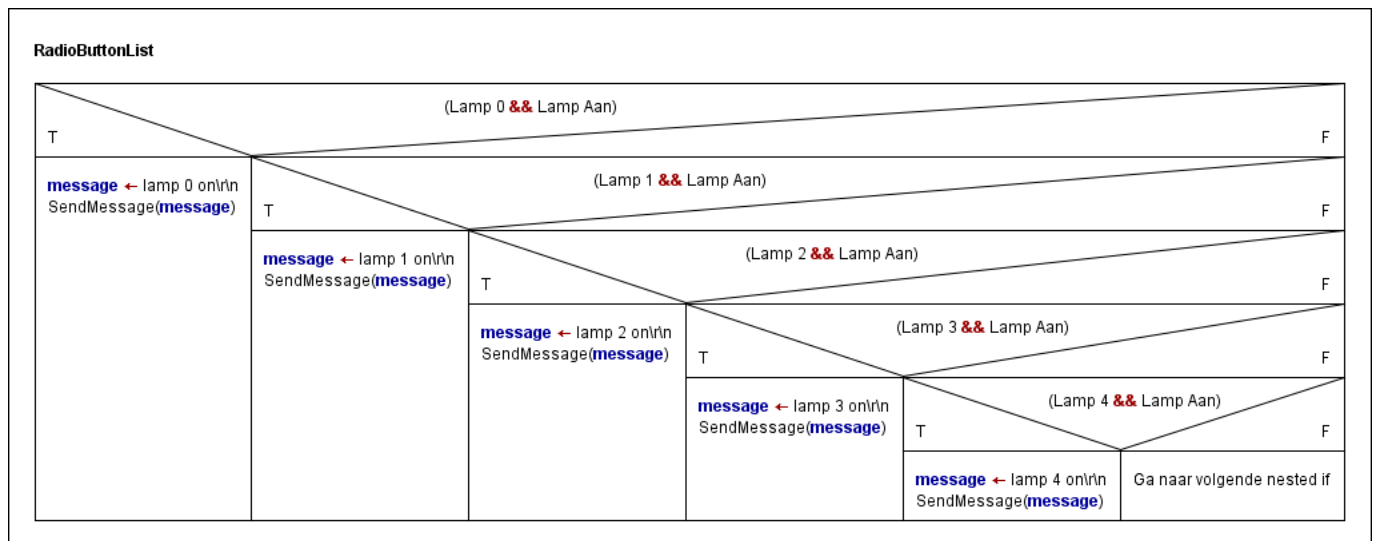 RadioButtonList
(Lamp 0 && Lamp Aan)
T
F
message ← lamp 0 on\r\n
SendMessage(message)
(Lamp 1 && Lamp Aan)
T
F
message ← lamp 1 on\r\n
SendMessage(message)
(Lamp 2 && Lamp Aan)
T
F
message ← lamp 2 on\r\n
SendMessage(message)
(Lamp 3 && Lamp Aan)
T
F
message ← lamp 3 on\r\n
SendMessage(message)
(Lamp 4 && Lamp Aan)
T
F
message ← lamp 4 on\r\n
SendMessage(message)
Ga naar volgende nested if